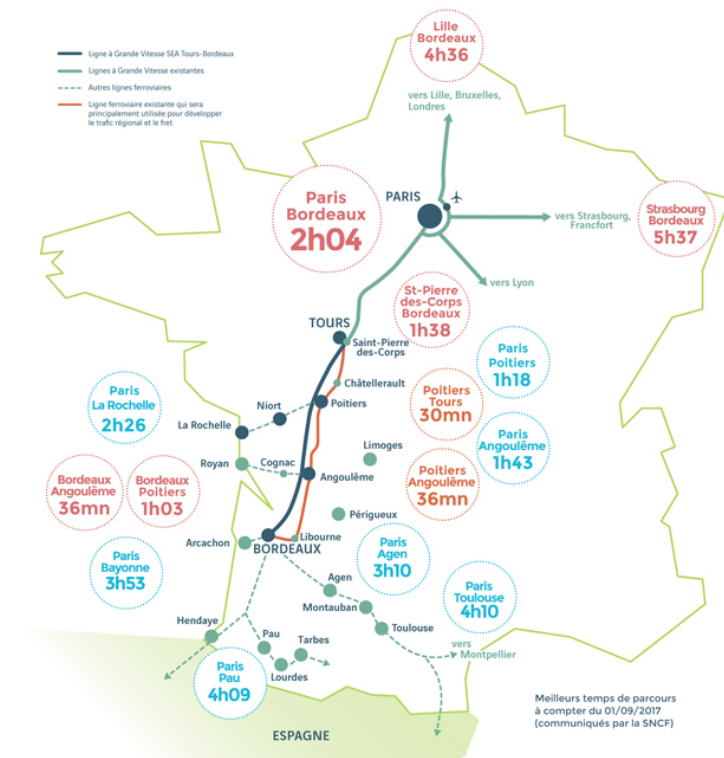 Ligne à Grande Vitesse SEA Tours-Bordeaux
Lignes à Grande Vitesse existantes
Autres lignes ferroviaires
Ligne ferroviaire existante qui sera
principalement utilisée pour développer
le trafic régional et le fret
Lille
Bordeaux
4h36
vers Lille, Bruxelles,
Londres
Paris
Bordeaux
2h04
PARIS
vers Strasbourg,
Francfort
Strasbourg
Bordeaux
5h37
vers Lyon
St-Pierre
des-Corps
Bordeaux
1h38
TOURS
Saint-Pierre
des-Corps
Paris
Poitiers
1h18
Châtellerault
Paris
La Rochelle
2h26
Niort
Poitiers
Poitiers
Tours
30mn
La Rochelle
Paris
Angoulême
1h43
Limoges
Royan
Cognac
Angoulême
Bordeaux
Angoulême
36mn
Bordeaux
Poitiers
1h03
Poitiers
Angoulême
36mn
Périgueux
Arcachon
BORDEAUX
Libourne
Paris
Agen
3h10
Paris
Bayonne
3h53
Agen
Montauban
Paris
Toulouse
4h10
Hendaye
Toulouse
Pau
Tarbes
Lourdes
vers
Montpellier
Paris
Pau
4h09
Meilleurs temps de parcours
à compter du 01/09/2017
(communiqués par la SNCF)
ESPAGNE